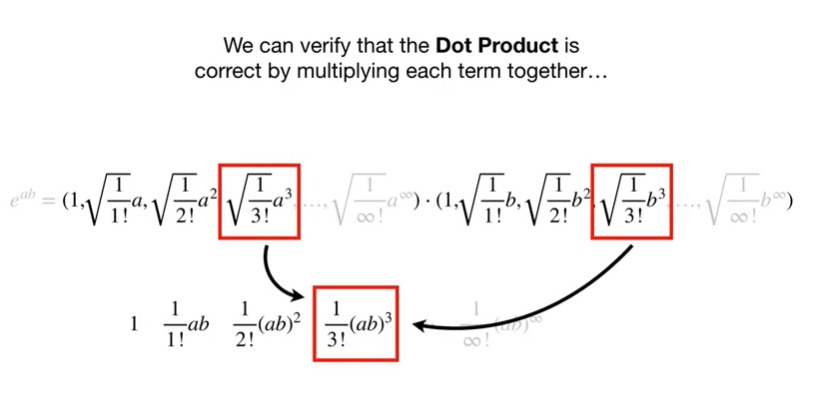 We can verify that the Dot Product is
correct by multiplying each term together…
e^{ab} = (1, √(1/1!)a, √(1/2!)a², √(1/3!)a³, …, √(1/∞!)a^∞) · (1, √(1/1!)b, √(1/2!)b², √(1/3!)b³, …, √(1/∞!)b^∞)
1 1/1! ab 1/2! (ab)² 1/3! (ab)³ 1/∞! (ab)^∞